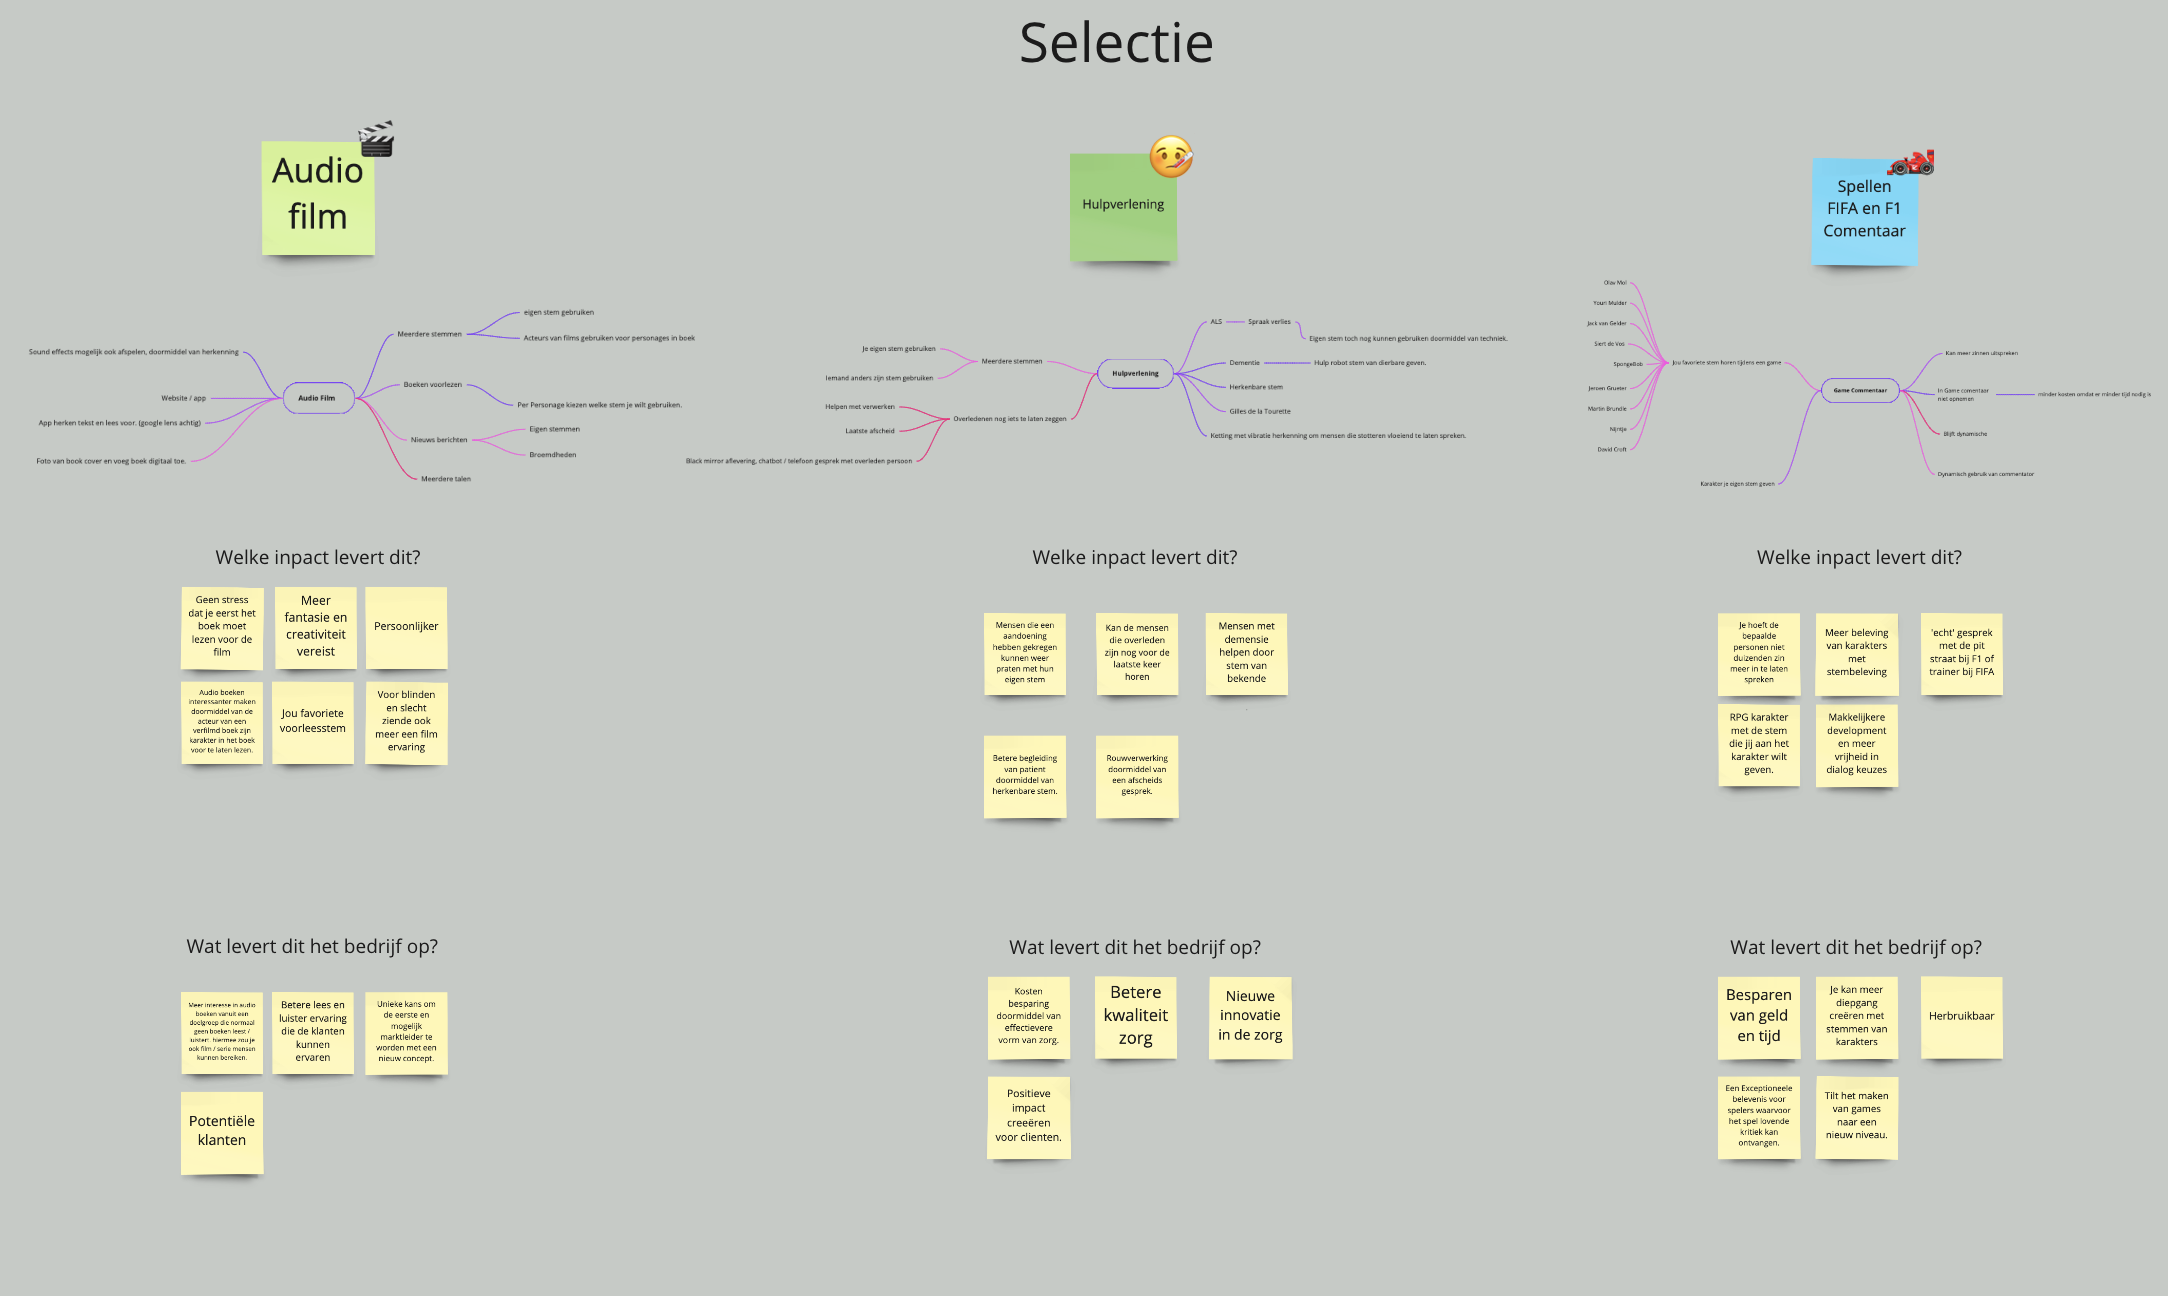 Selectie
Audio
film
Sound effects mogelijk ook afspelen, doormiddel van herkenning
Website / app
App herken tekst en lees voor. (google lens achtig)
Foto van book cover en voeg boek digitaal toe.
Audio Film
Meerdere stemmen
eigen stem gebruiken
Acteurs van films gebruiken voor personages in boek
Boeken voorlezen
Per Personage kiezen welke stem je wilt gebruiken.
Nieuws berichten
Eigen stemmen
Broemdheden
Meerdere talen
Welke inpact levert dit?
Geen stress
dat je eerst het
boek moet
lezen voor de
film
Meer
fantasie en
creativiteit
vereist
Persoonlijker
Audio boeken
interessanter maken
doormiddel van de
acteur van een
verfilmd boek zijn
karakter in het boek
voor te laten lezen.
Jou favoriete
voorleesstem
Voor blinden
en slecht
ziende ook
meer een film
ervaring
Wat levert dit het bedrijf op?
Meer interesse in audio
boeken vanuit een
doelgroep die normaal
geen boeken leest /
luistert. hiermee zou je
ook film / serie mensen
kunnen bereiken.
Betere lees en
luister ervaring
die de klanten
kunnen
ervaren
Unieke kans om
de eerste en
mogelijk
marktleider te
worden met een
nieuw concept.
Potentiële
klanten
Hulpverlening
Je eigen stem gebruiken
Iemand anders zijn stem gebruiken
Meerdere stemmen
Helpen met verwerken
Laatste afscheid
Black mirror aflevering, chatbot / telefoon gesprek met overleden persoon
Overledenen nog iets te laten zeggen
Hulpverlening
ALS
Spraak verlies
Eigen stem toch nog kunnen gebruiken doormiddel van techniek.
Dementie
Hulp robot stem van dierbare geven.
Herkenbare stem
Gilles de la Tourette
Ketting met vibratie herkenning om mensen die stotteren vloeiend te laten spreken.
Welke inpact levert dit?
Mensen die een
aandoening
hebben gekregen
kunnen weer
praten met hun
eigen stem
Kan de mensen
die overleden
zijn nog voor de
laatste keer
horen
Mensen met
demensie
helpen door
stem van
bekende
Betere begleiding
van patient
doormiddel van
herkenbare stem.
Rouwverwerking
doormiddel van
een afscheids
gesprek.
Wat levert dit het bedrijf op?
Kosten
besparing
doormiddel van
effectievere
vorm van zorg.
Betere
kwaliteit
zorg
Nieuwe
innovatie
in de zorg
Positieve
impact
creeëren
voor clienten.
Spellen
FIFA en F1
Comentaar
Olav Mol
Youri Mulder
Jack van Gelder
Siert de Vos
SpongeBob
Jeroen Grueter
Martin Brundle
Nijntje
David Croft
Jou favoriete stem horen tijdens een game
Karakter je eigen stem geven
Game Commentaar
Kan meer zinnen uitspreken
In Game comentaar
niet opnemen
minder kosten omdat er minder tijd nodig is
Blijft dynamische
Dynamisch gebruik van commentator
Welke inpact levert dit?
Je hoeft de
bepaalde
personen niet
duizenden zin
meer in te laten
spreken
Meer beleving
van karakters
met
stembeleving
'echt' gesprek
met de pit
straat bij F1 of
trainer bij FIFA
RPG karakter
met de stem
die jij aan het
karakter wilt
geven.
Makkelijkere
development
en meer
vrijheid in
dialog keuzes
Wat levert dit het bedrijf op?
Besparen
van geld
en tijd
Je kan meer
diepgang
creëren met
stemmen van
karakters
Herbruikbaar
Een Exceptioneele
belevenis voor
spelers waarvoor
het spel lovende
kritiek kan
ontvangen.
Tilt het maken
van games
naar een
nieuw niveau.